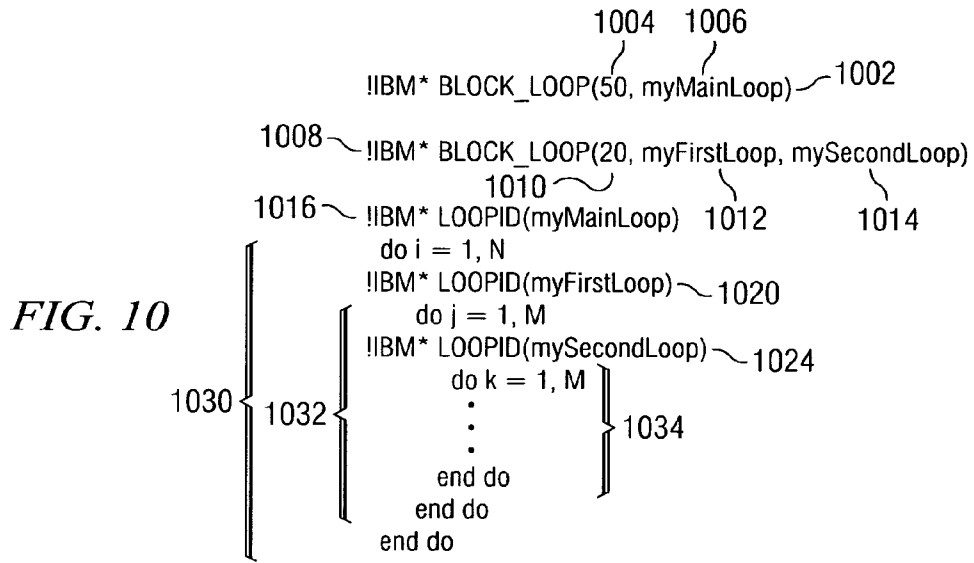 1004 1006
!IBM* BLOCK_LOOP(50, myMainLoop) 1002
1008 !IBM* BLOCK_LOOP(20, myFirstLoop, mySecondLoop)
1010 1012 1014
1016 !IBM* LOOPID(myMainLoop)
do i = 1, N
!IBM* LOOPID(myFirstLoop) 1020
FIG. 10
do j = 1, M
!IBM* LOOPID(mySecondLoop) 1024
do k = 1, M
1030 1032 1034
end do
end do
end do